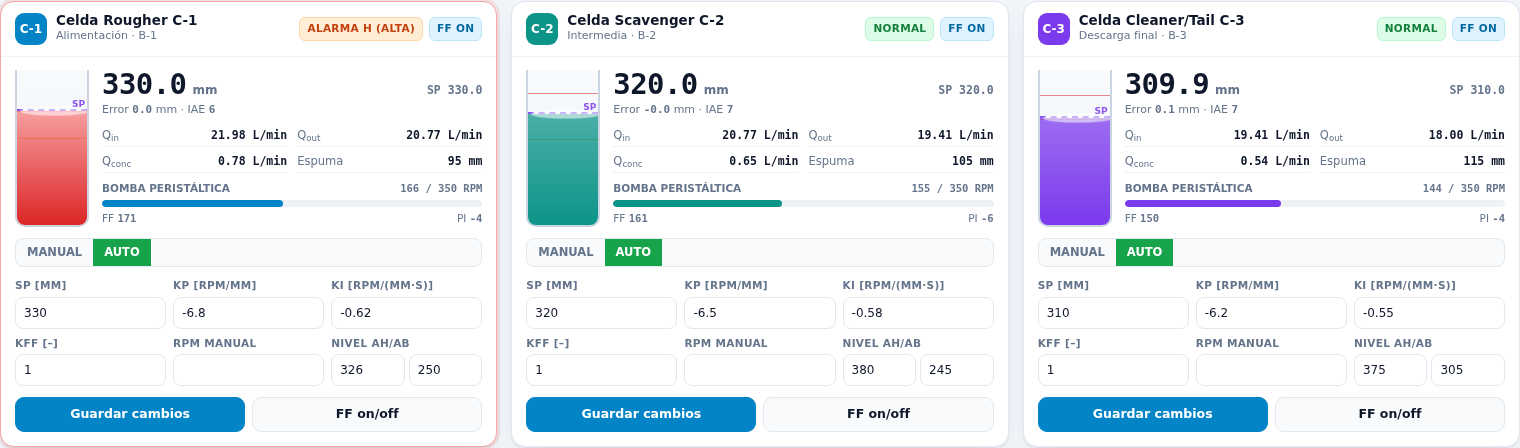 C-1 Celda Rougher C-1 ALARMA H (ALTA) FF ON
Alimentación · B-1
330.0 mm SP 330.0
SP
Error 0.0 mm · IAE 6
Qin 21.98 L/min Qout 20.77 L/min
Qconc 0.78 L/min Espuma 95 mm
BOMBA PERISTÁLTICA 166 / 350 RPM
FF 171 PI -4
MANUAL AUTO
SP [MM] KP [RPM/MM] KI [RPM/(MM·S)]
330 -6.8 -0.62
KFF [–] RPM MANUAL NIVEL AH/AB
1 326 250
Guardar cambios FF on/off
C-2 Celda Scavenger C-2 NORMAL FF ON
Intermedia · B-2
320.0 mm SP 320.0
SP
Error -0.0 mm · IAE 7
Qin 20.77 L/min Qout 19.41 L/min
Qconc 0.65 L/min Espuma 105 mm
BOMBA PERISTÁLTICA 155 / 350 RPM
FF 161 PI -6
MANUAL AUTO
SP [MM] KP [RPM/MM] KI [RPM/(MM·S)]
320 -6.5 -0.58
KFF [–] RPM MANUAL NIVEL AH/AB
1 380 245
Guardar cambios FF on/off
C-3 Celda Cleaner/Tail C-3 NORMAL FF ON
Descarga final · B-3
309.9 mm SP 310.0
SP
Error 0.1 mm · IAE 7
Qin 19.41 L/min Qout 18.00 L/min
Qconc 0.54 L/min Espuma 115 mm
BOMBA PERISTÁLTICA 144 / 350 RPM
FF 150 PI -4
MANUAL AUTO
SP [MM] KP [RPM/MM] KI [RPM/(MM·S)]
310 -6.2 -0.55
KFF [–] RPM MANUAL NIVEL AH/AB
1 375 305
Guardar cambios FF on/off